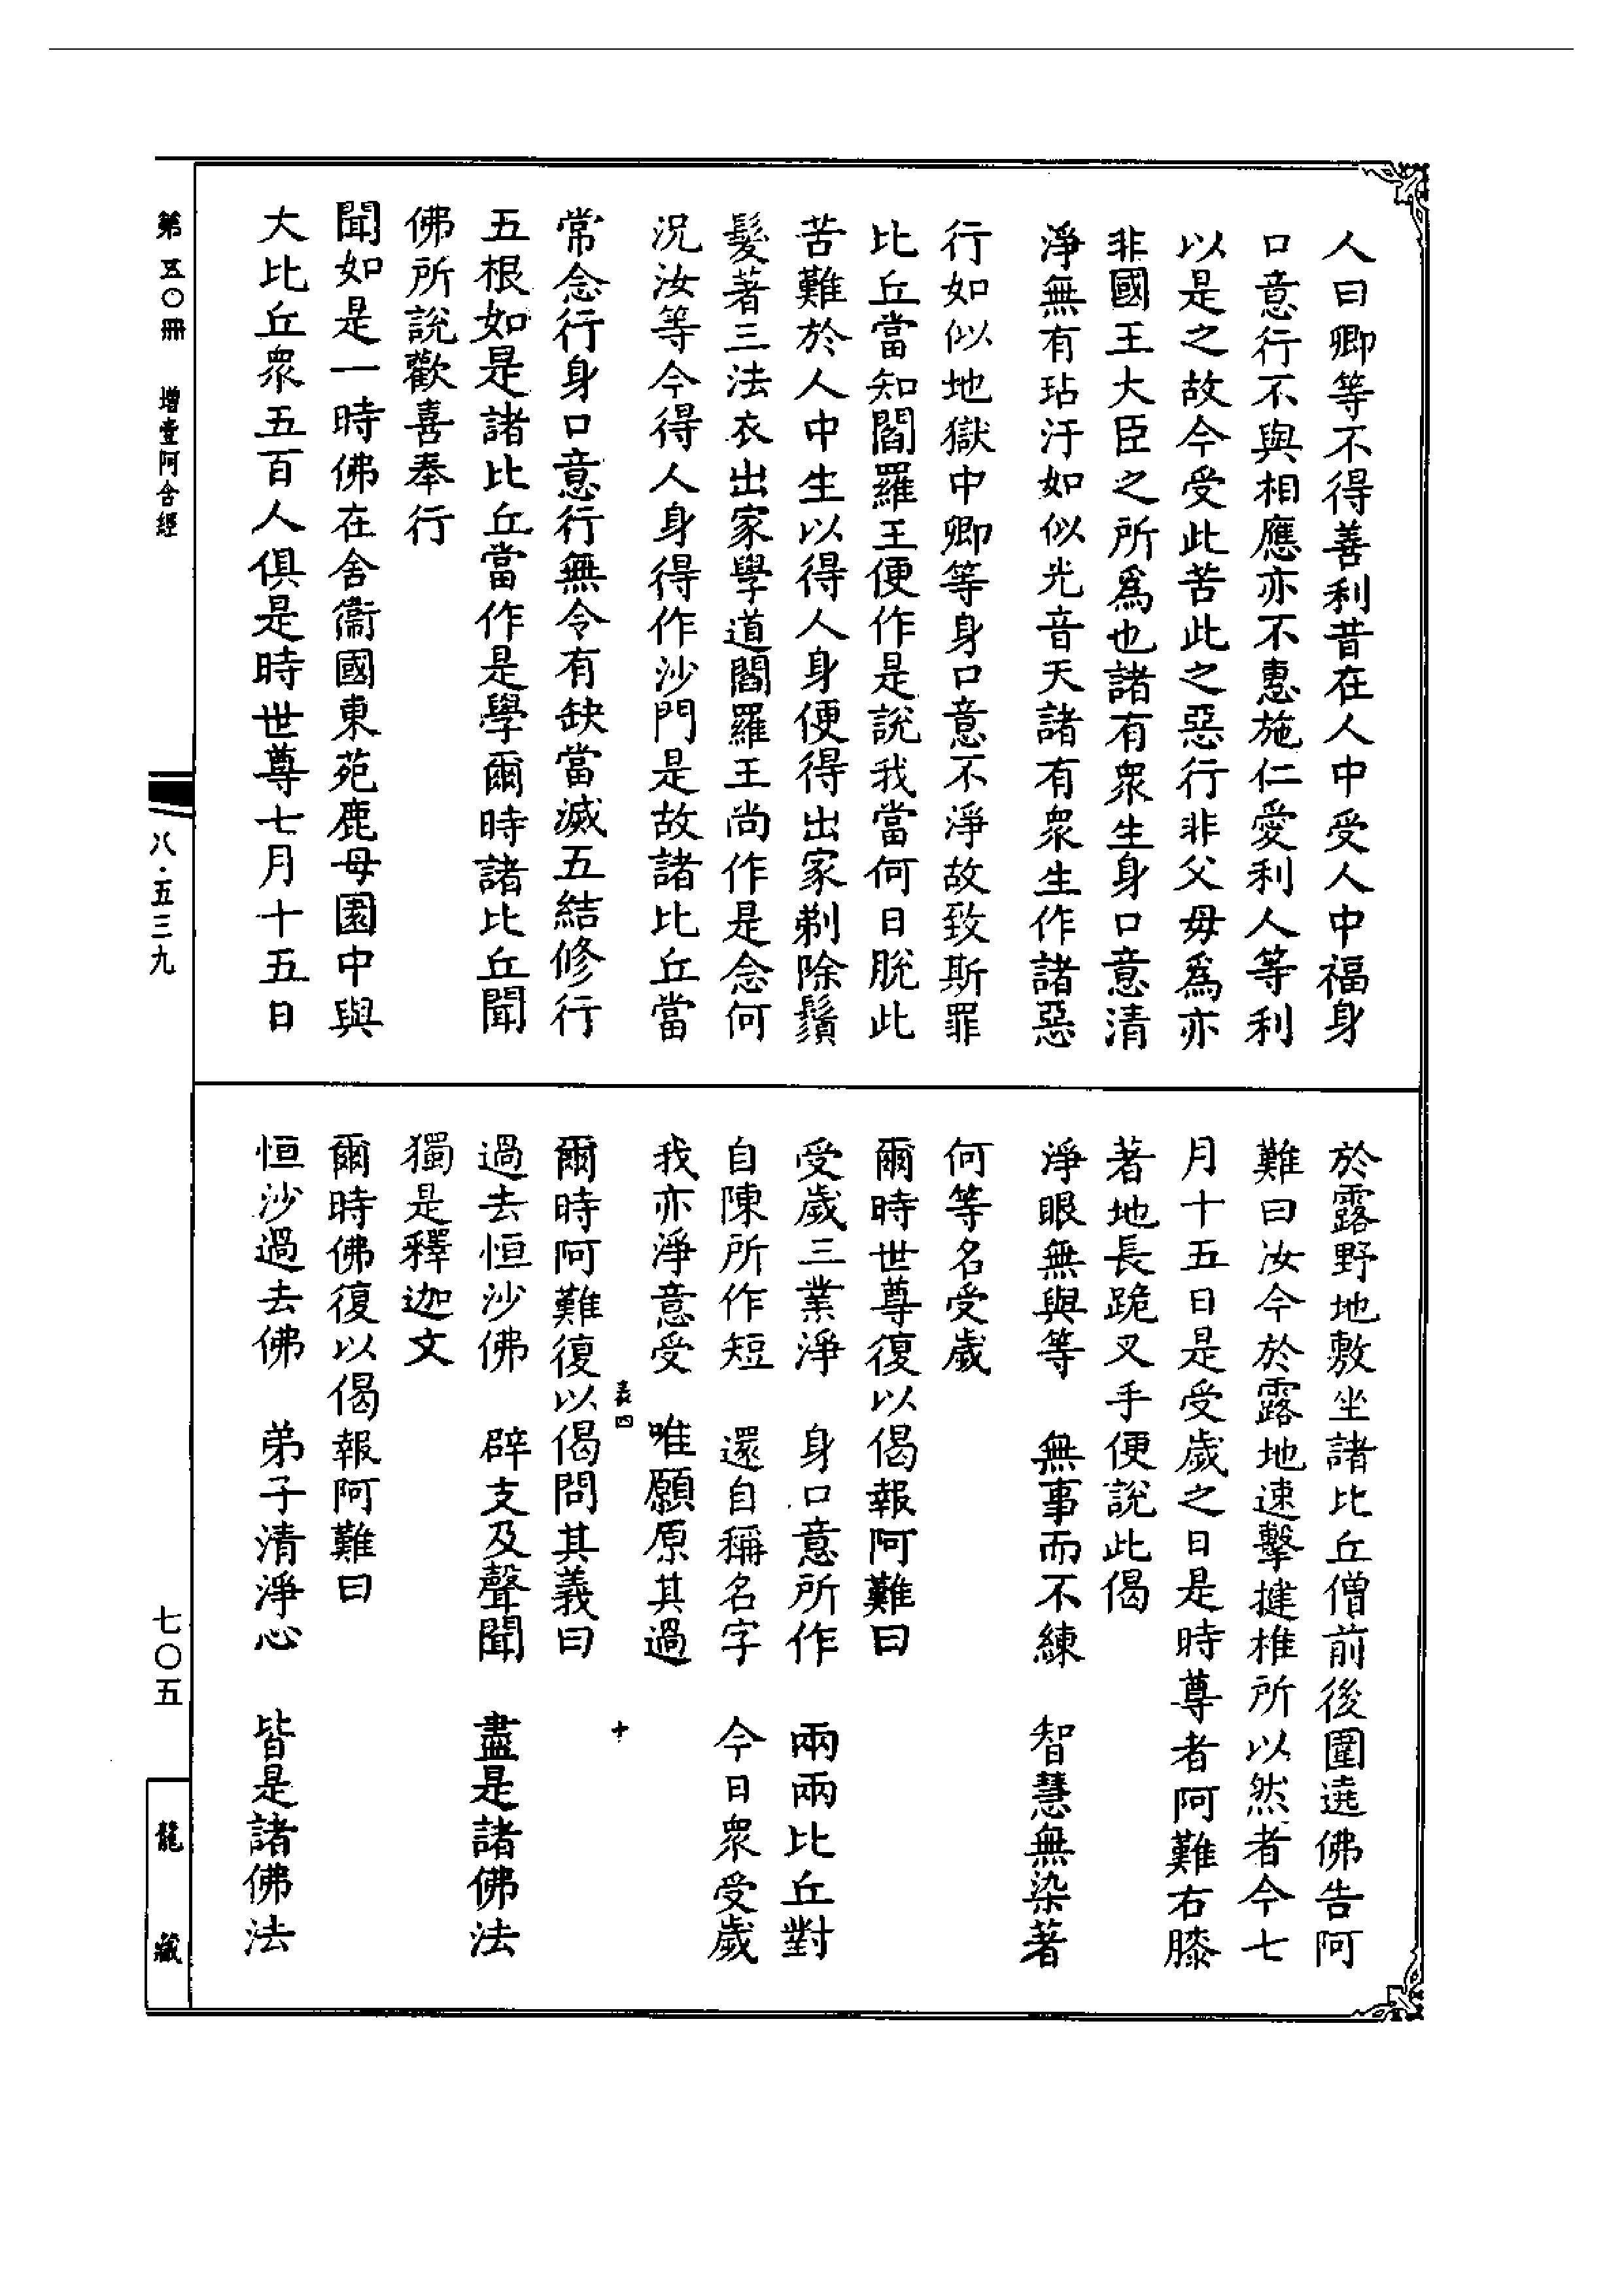 人曰卿等不得善利昔在人中受人中福身
口意行不與相應亦不惠施仁愛利人等利
以是之故今受此苦此之惡行非父母爲亦
非國王大臣之所爲也諸有衆生身口意清
淨無有玷汙如似光音天諸有衆生作諸惡
行如似地獄中卿等身口意不淨故致斯罪
比丘當知閻羅王便作是說我當何日脫此
苦難於人中生以得人身便得出家剃除鬚
髮著三法衣出家學道閻羅王尚作是念何
況汝等今得人身得作沙門是故諸比丘當
常念行身口意行無令有缺當滅五結修行
五根如是諸比丘當作是學爾時諸比丘聞
佛所說歡喜奉行
聞如是一時佛在舍衞國東苑鹿母園中與
大比丘衆五百人俱是時世尊七月十五日
於露野地敷坐諸比丘僧前後圍遶佛告阿
難曰汝今於露地速擊揵椎所以然者今七
月十五日是受歲之日是時尊者阿難右膝
著地長跪叉手便說此偈
淨眼無與等　無事而不練　智慧無染著
何等名受歲
爾時世尊復以偈報阿難曰
受歲三業淨　身口意所作　兩兩比丘對
自陳所作短　還自稱名字　今日衆受歲
我亦淨意受　唯願原其過
表四　十
爾時阿難復以偈問其義曰
過去恒沙佛　辟支及聲聞　盡是諸佛法
獨是釋迦文
爾時佛復以偈報阿難曰
恒沙過去佛　弟子清淨心　皆是諸佛法
第五〇冊　增壹阿含經
八·五三九
七〇五
龍藏